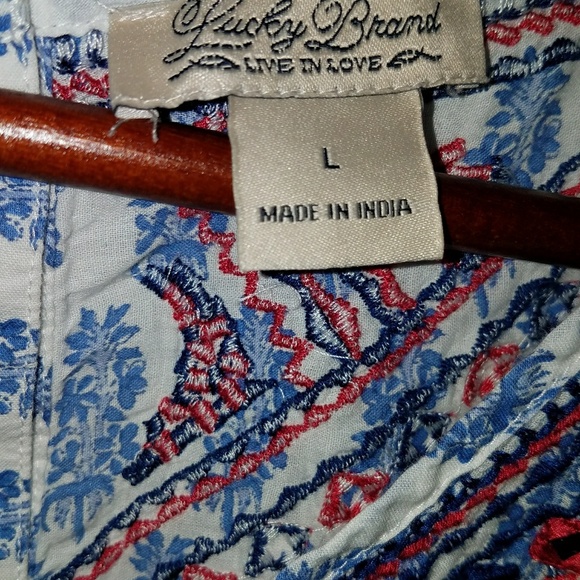 Lucky Brand
LIVE IN LOVE
L
MADE IN INDIA